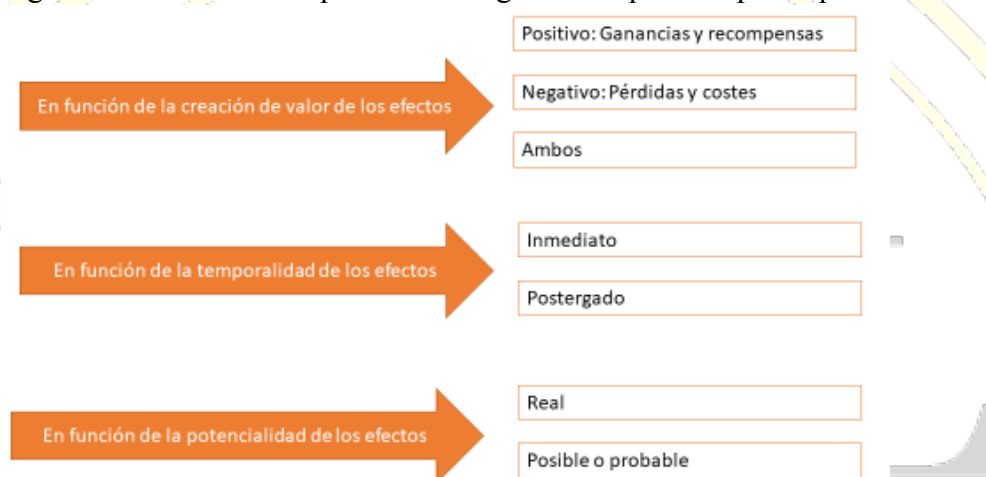 Positivo: Ganancias y recompensas
En función de la creación de valor de los efectos
Negativo: Pérdidas y costes
Ambos
Inmediato
En función de la temporalidad de los efectos
Postergado
Real
En función de la potencialidad de los efectos
Posible o probable